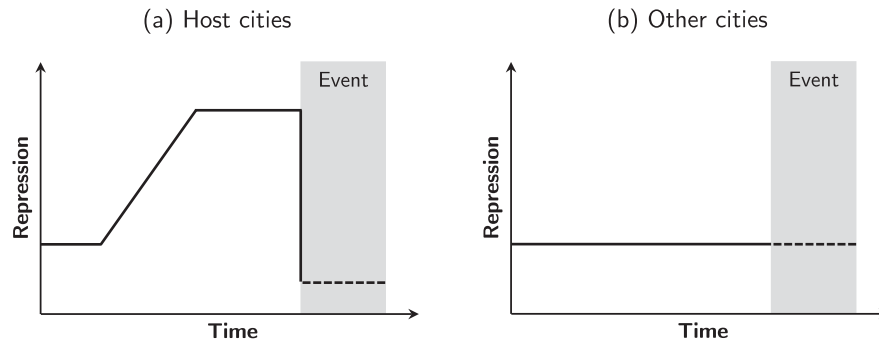 (a) Host cities
Event
Repression
Time
(b) Other cities
Event
Repression
Time